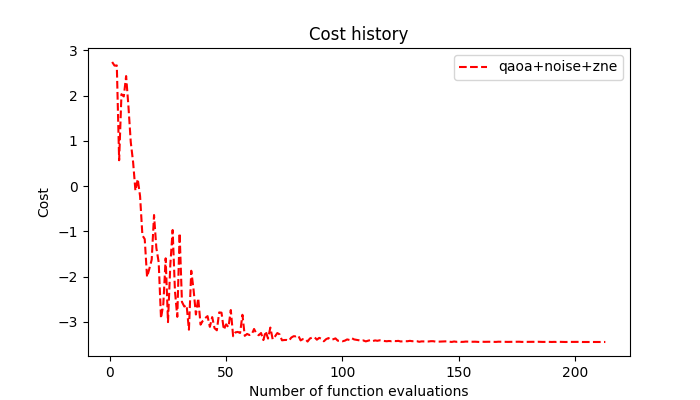 Cost history
qaoa+noise+zne
Cost
3
2
1
0
−1
−2
−3
0 50 100 150 200
Number of function evaluations